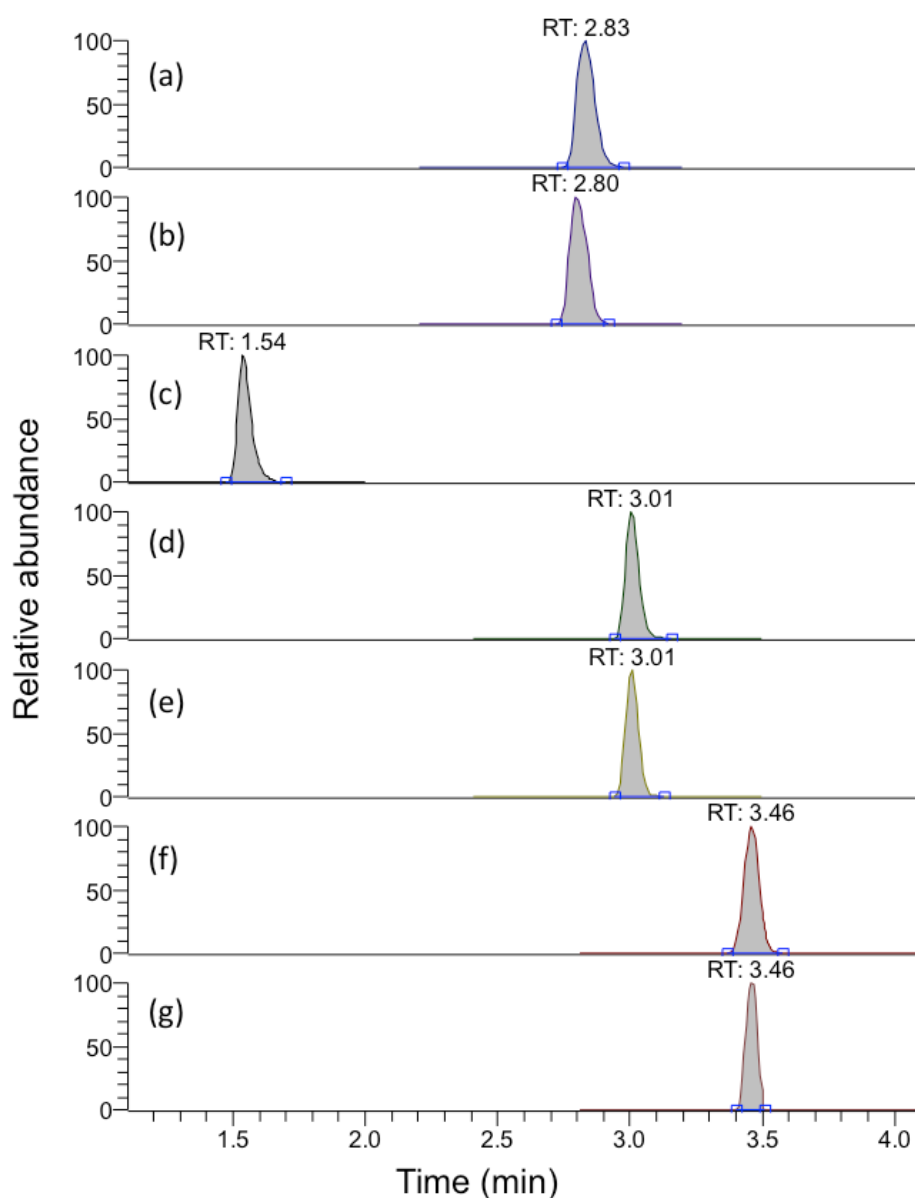 RT: 2.83
100
(a)
50
0
RT: 2.80
100
(b)
50
0
RT: 1.54
100
(c)
50
0
RT: 3.01
100
(d)
50
0
RT: 3.01
100
(e)
50
0
RT: 3.46
100
(f)
50
0
RT: 3.46
100
(g)
50
0
1.5 2.0 2.5 3.0 3.5 4.0
Time (min)
Relative abundance